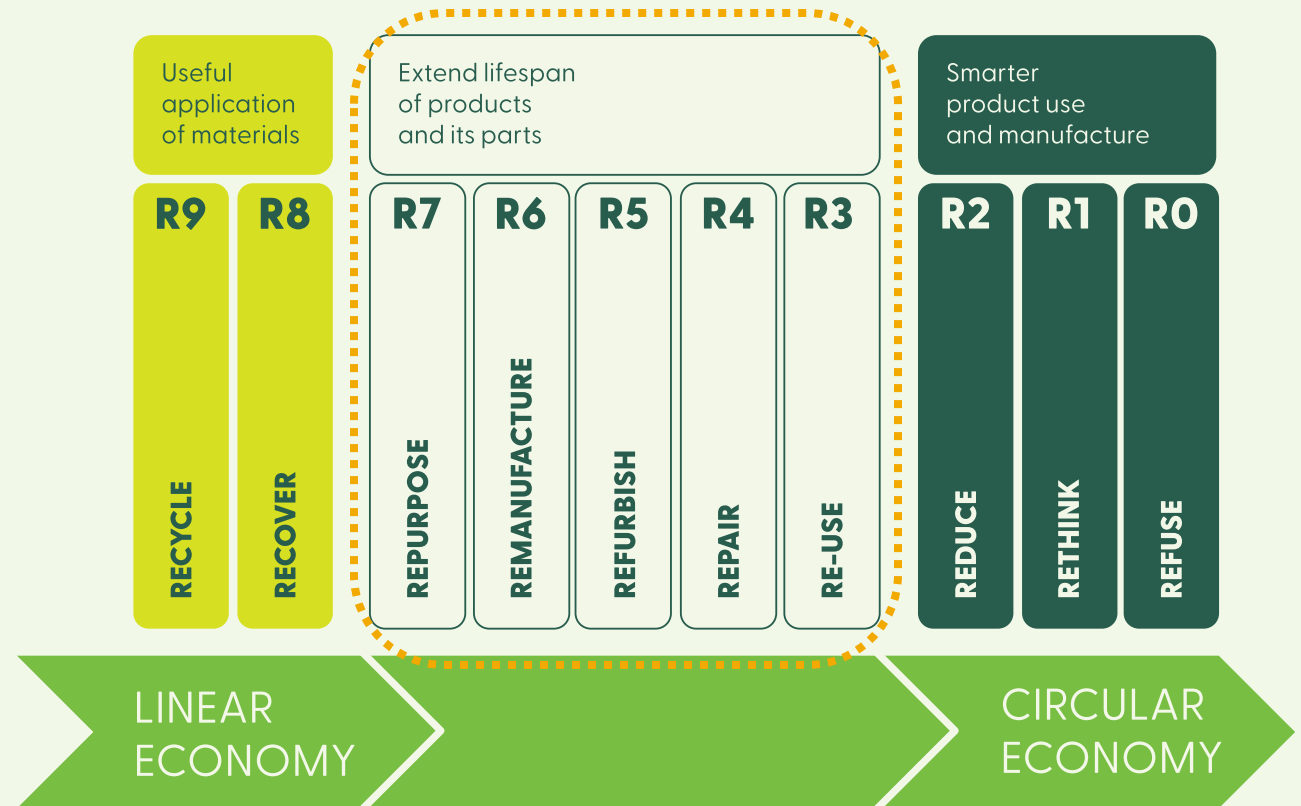 Useful
application
of materials
Extend lifespan
of products
and its parts
Smarter
product use
and manufacture
R9
R8
R7
R6
R5
R4
R3
R2
R1
R0
RECYCLE
RECOVER
REPURPOSE
REMANUFACTURE
REFURBISH
REPAIR
RE-USE
REDUCE
RETHINK
REFUSE
LINEAR
ECONOMY
CIRCULAR
ECONOMY